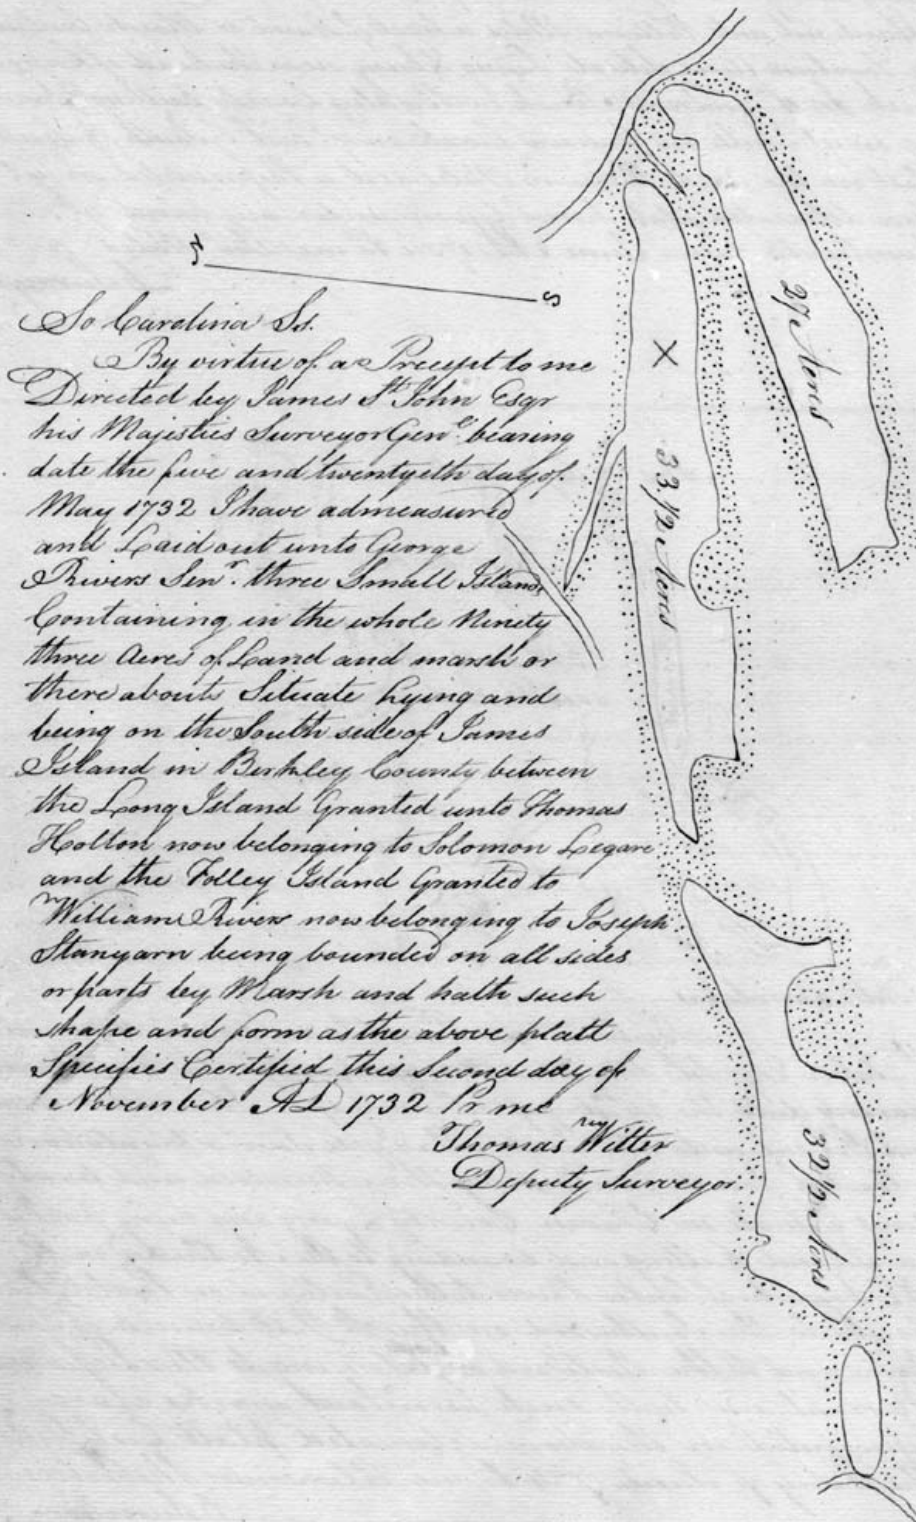 S
So Carolina Ss.
By virtue of a Precept to me
Directed by James St. John Esqr
his Majesties Surveyor Genl. bearing
date the five and twentyeth day of
May 1732 I have admeasured
and Laid out unto George
Rivers Senr. three Small Islands
Containing in the whole Ninety
three Acres of Land and marsh or
there abouts Situate Lying and
being on the South side of James
Island in Berkley County between
the Long Island Granted unto Thomas
Holton now belonging to Solomon Legare
and the Folley Island Granted to
William Rivers now belonging to Joseph
Stanyarn being bounded on all sides
or parts by Marsh and hath such
shape and form as the above platt
Specifies Certified this Second day of
November AD 1732 Pr me
Thomas Witter
Deputy Surveyor.
27 Acres
X
33 1/2 Acres
32 1/2 Acres